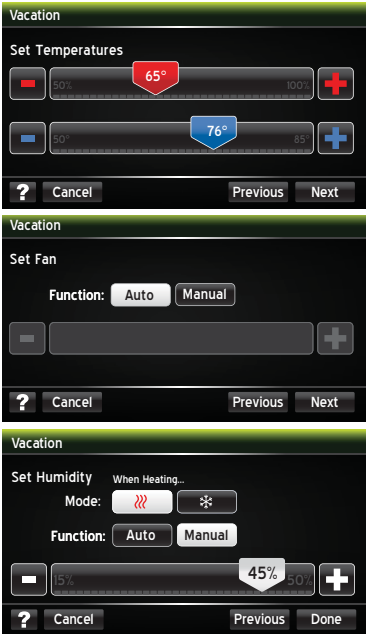 Vacation
Set Temperatures
65°
50% 100%
76°
50° 85°
? Cancel Previous Next
Vacation
Set Fan
Function: Auto Manual
? Cancel Previous Next
Vacation
Set Humidity When Heating...
Mode:
Function: Auto Manual
15% 45% 50%
? Cancel Previous Done